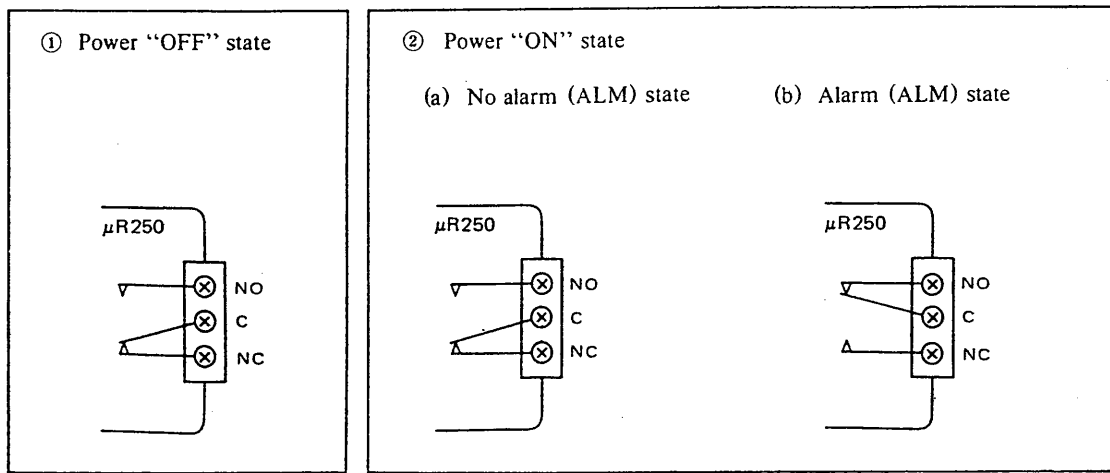 ① Power “OFF” state
μR250
NO
C
NC
② Power “ON” state
(a) No alarm (ALM) state
μR250
NO
C
NC
(b) Alarm (ALM) state
μR250
NO
C
NC